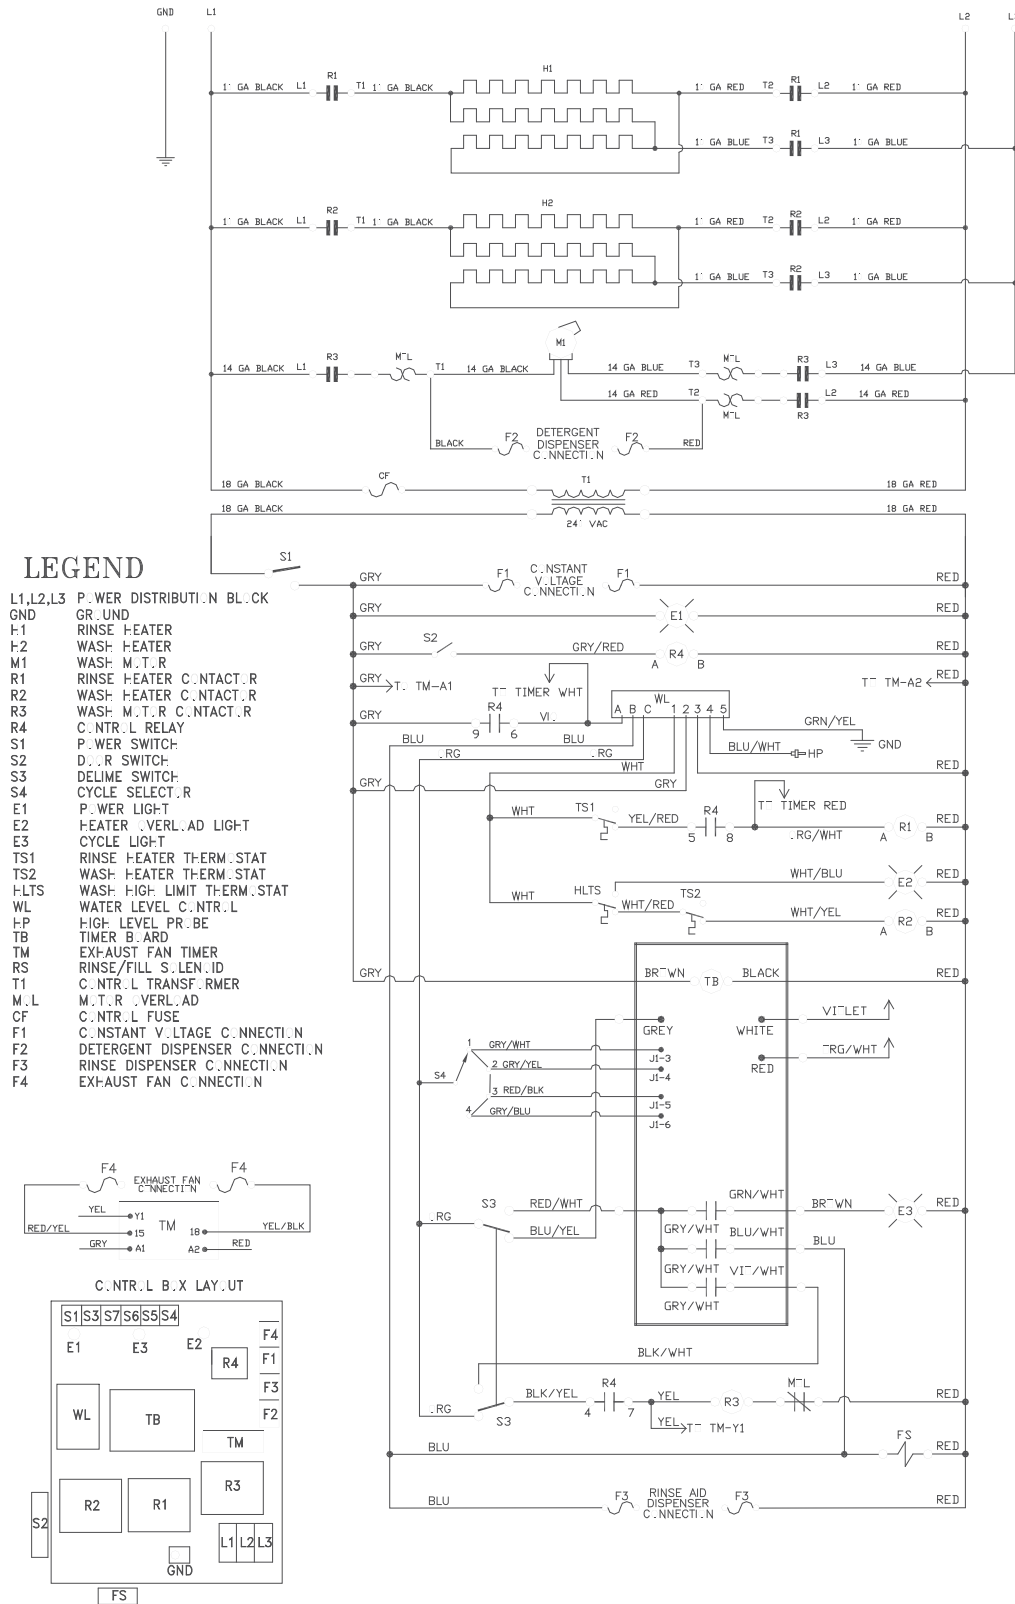 GND L1 L2 L
R1 H1 R1
1¨ GA BLACK L1 T1 1¨ GA BLACK 1¨ GA RED T2 L2 1¨ GA RED
R1
1¨ GA BLUE T3 L3 1¨ GA BLUE
R2 H2 R2
1¨ GA BLACK L1 T1 1¨ GA BLACK 1¨ GA RED T2 L2 1¨ GA RED
R2
1¨ GA BLUE T3 L3 1¨ GA BLUE
M1
R3 M¨L M¨L R3
14 GA BLACK L1 T1 14 GA BLACK 14 GA BLUE T3 L3 14 GA BLUE
14 GA RED T2 L2 14 GA RED
M¨L R3
BLACK F2 DETERGENT DISPENSER C.NNECTI.N F2 RED
CF T1
18 GA BLACK 18 GA RED
18 GA BLACK 18 GA RED
24¨ VAC
S1
GRY F1 C.NSTANT V.LTAGE C.NNECTI.N F1 RED
GRY E1 RED
S2
GRY GRY/RED A R4 B RED
GRY T. TM-A1 T¨ TM-A2 RED
T¨ TIMER WHT WL
GRY R4 VI. A B C 1 2 3 4 5 GRN/YEL
9 6 GND
BLU BLU BLU/WHT HP
.RG .RG
WHT RED
GRY GRY
T¨ TIMER RED
WHT TS1 YEL/RED R4 .RG/WHT R1 RED
5 8 A B
WHT/BLU E2 RED
WHT HLTS WHT/RED TS2 WHT/YEL R2 RED
A B
GRY BR¨WN TB BLACK RED
GREY WHITE VI¨LET
¨RG/WHT
RED
1 GRY/WHT J1-3
S4 2 GRY/YEL J1-4
3 RED/BLK J1-5
4 GRY/BLU J1-6
.RG S3 RED/WHT GRN/WHT BR¨WN E3 RED
BLU/YEL GRY/WHT BLU/WHT BLU
GRY/WHT VI¨/WHT
GRY/WHT
BLK/WHT
.RG S3 BLK/YEL R4 YEL R3 M¨L RED
4 7
YEL T¨ TM-Y1
BLU FS RED
BLU F3 RINSE AID DISPENSER C.NNECTI.N F3 RED
LEGEND
L1,L2,L3 P.WER DISTRIBUTI.N BL.CK
GND GR.UND
H1 RINSE HEATER
H2 WASH HEATER
M1 WASH M.T.R
R1 RINSE HEATER C.NTACT.R
R2 WASH HEATER C.NTACT.R
R3 WASH M.T.R C.NTACT.R
R4 C.NTR.L RELAY
S1 P.WER SWITCH
S2 D..R SWITCH
S3 DELIME SWITCH
S4 CYCLE SELECT.R
E1 P.WER LIGHT
E2 HEATER .VERL.AD LIGHT
E3 CYCLE LIGHT
TS1 RINSE HEATER THERM.STAT
TS2 WASH HEATER THERM.STAT
HLTS WASH HIGH LIMIT THERM.STAT
WL WATER LEVEL C.NTR.L
HP HIGH LEVEL PR.BE
TB TIMER B.ARD
TM EXHAUST FAN TIMER
RS RINSE/FILL S.LEN.ID
T1 C.NTR.L TRANSF.RMER
M.L M.T.R .VERL.AD
CF C.NTR.L FUSE
F1 C.NSTANT V.LTAGE C.NNECTI.N
F2 DETERGENT DISPENSER C.NNECTI.N
F3 RINSE DISPENSER C.NNECTI.N
F4 EXHAUST FAN C.NNECTI.N
F4 EXHAUST FAN C¨NNECTI¨N F4
YEL Y1 TM
RED/YEL 15 18 YEL/BLK
GRY A1 A2 RED
C.NTR.L B.X LAY.UT
S1 S3 S7 S6 S5 S4
E1 E3 E2 F4
R4 F1
F3
WL TB F2
TM
R2 R1 R3
S2
L1 L2 L3
GND
FS